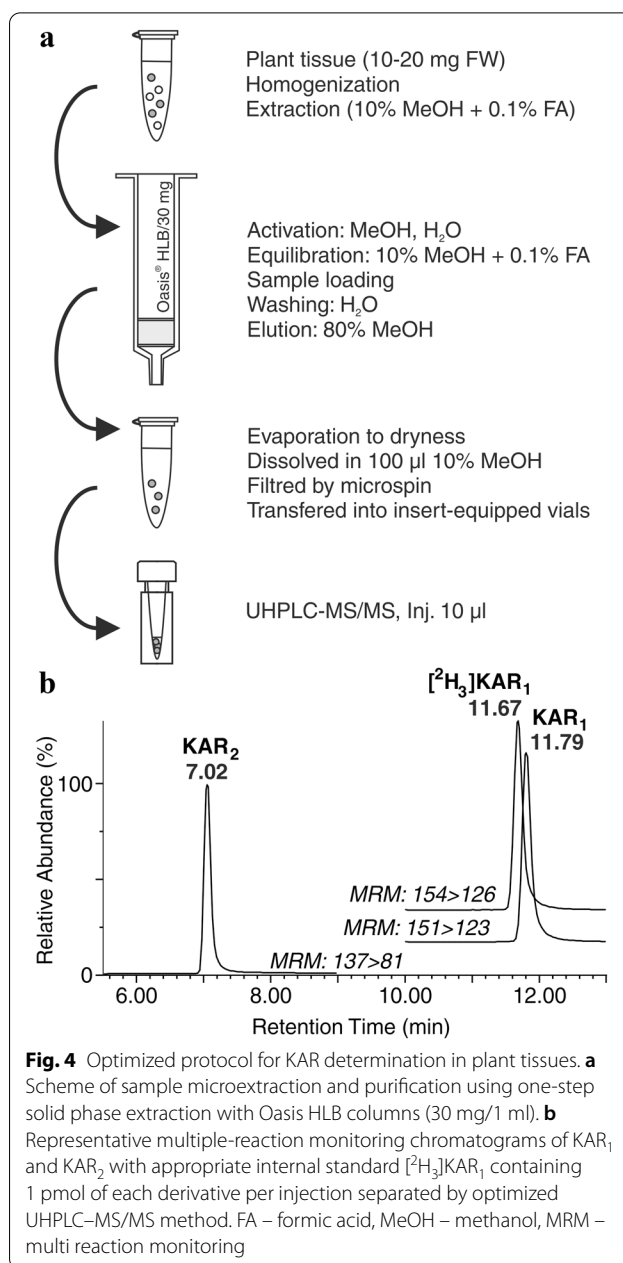 a
Plant tissue (10-20 mg FW)
Homogenization
Extraction (10% MeOH + 0.1% FA)
Oasis® HLB/30 mg
Activation: MeOH, H₂O
Equilibration: 10% MeOH + 0.1% FA
Sample loading
Washing: H₂O
Elution: 80% MeOH
Evaporation to dryness
Dissolved in 100 µl 10% MeOH
Filtred by microspin
Transfered into insert-equipped vials
UHPLC-MS/MS, Inj. 10 µl
b
[²H₃]KAR₁
11.67
KAR₁
11.79
KAR₂
7.02
Relative Abundance (%)
100
0
MRM: 154>126
MRM: 151>123
MRM: 137>81
6.00 8.00 10.00 12.00
Retention Time (min)
Fig. 4 Optimized protocol for KAR determination in plant tissues. a
Scheme of sample microextraction and purification using one-step
solid phase extraction with Oasis HLB columns (30 mg/1 ml). b
Representative multiple-reaction monitoring chromatograms of KAR₁
and KAR₂ with appropriate internal standard [²H₃]KAR₁ containing
1 pmol of each derivative per injection separated by optimized
UHPLC–MS/MS method. FA – formic acid, MeOH – methanol, MRM –
multi reaction monitoring